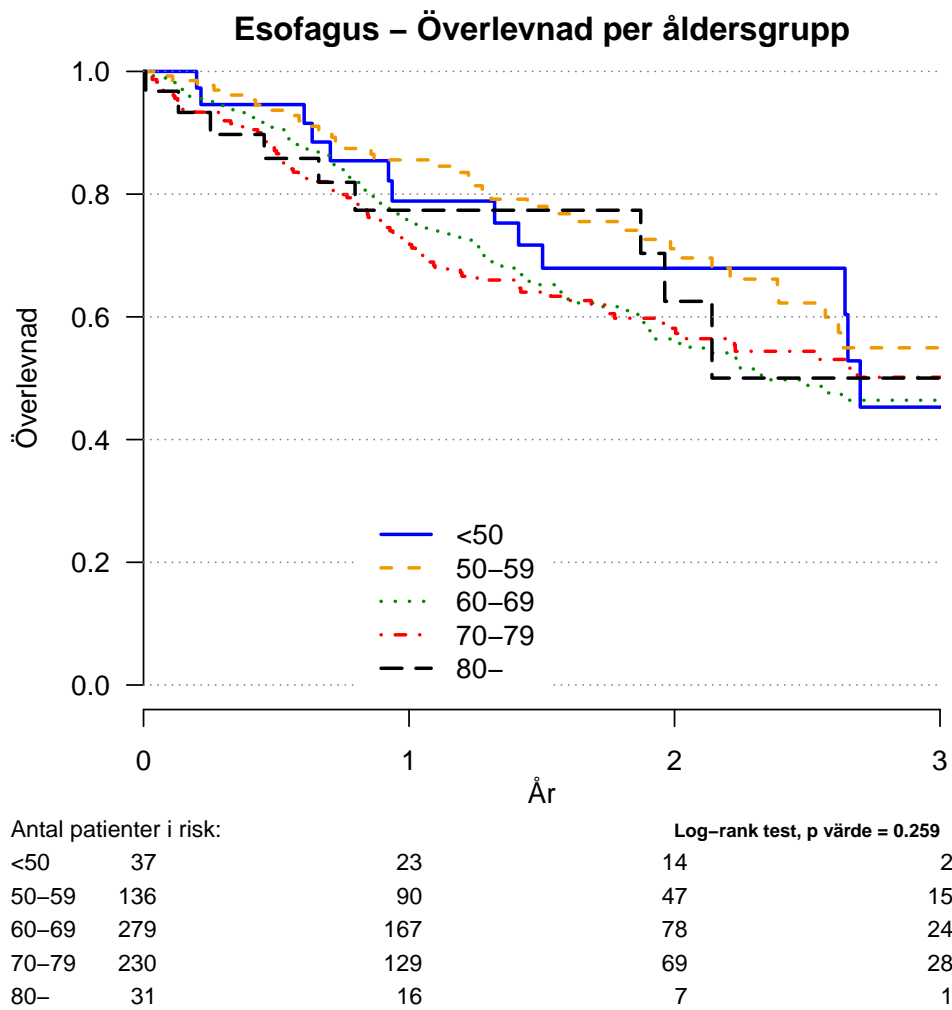 Esofagus – Överlevnad per åldersgrupp
1.0
0.8
0.6
0.4
0.2
0.0
Överlevnad
<50
50–59
60–69
70–79
80–
0 1 2 3
År
Antal patienter i risk: Log–rank test, p värde = 0.259
<50 37 23 14 2
50–59 136 90 47 15
60–69 279 167 78 24
70–79 230 129 69 28
80– 31 16 7 1